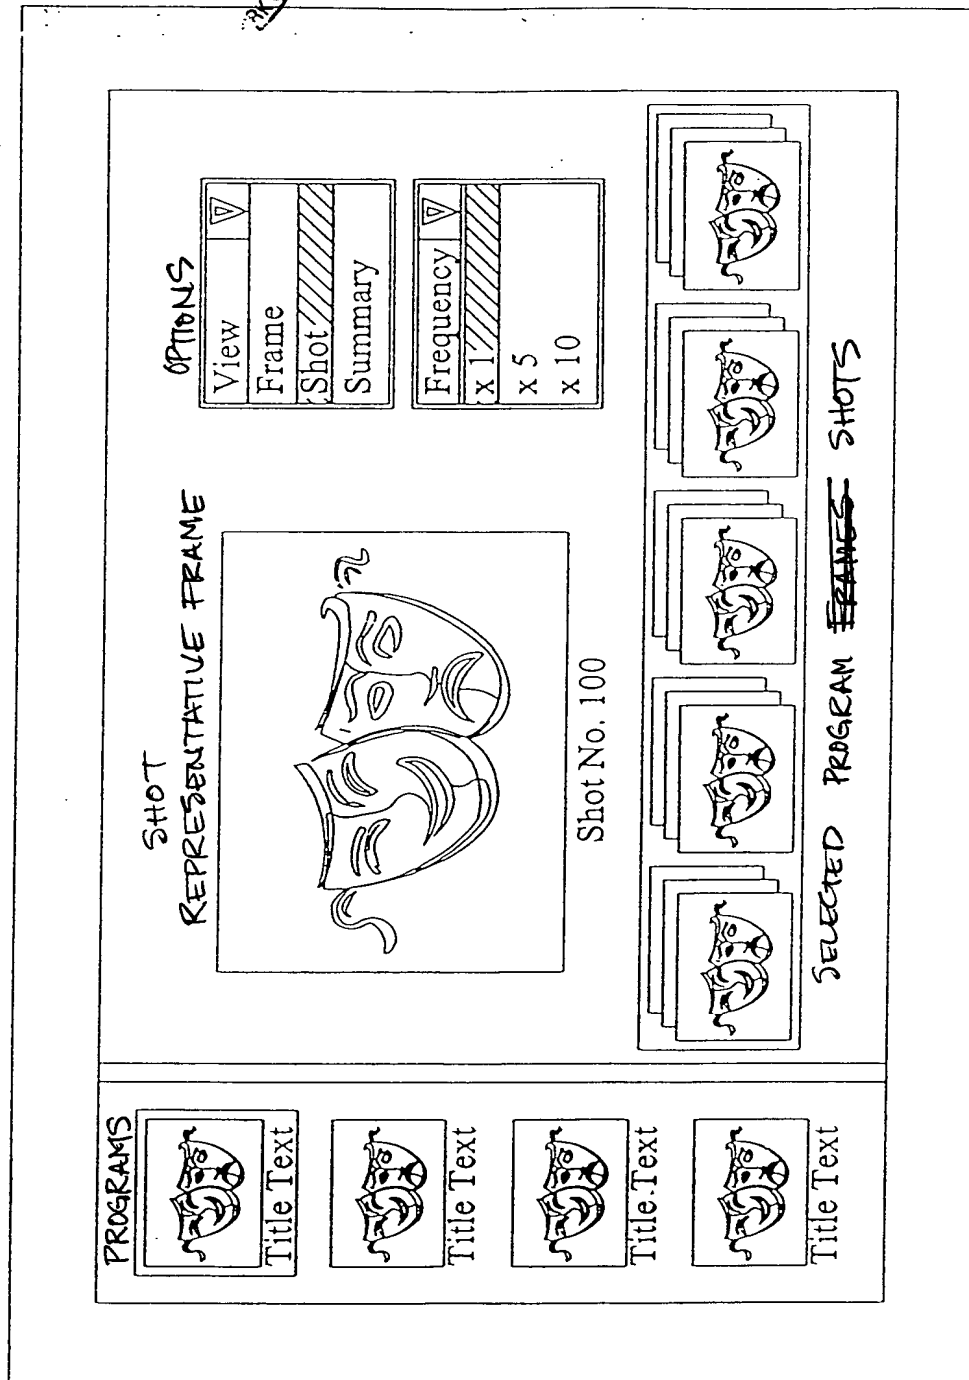 PROGRAMS
Title Text
Title Text
Title Text
Title Text
SHOT
REPRESENTATIVE FRAME
Shot No. 100
OPTIONS
View
Frame
Shot
Summary
Frequency
x 1
x 5
x 10
SELECTED PROGRAM FRAMES SHOTS